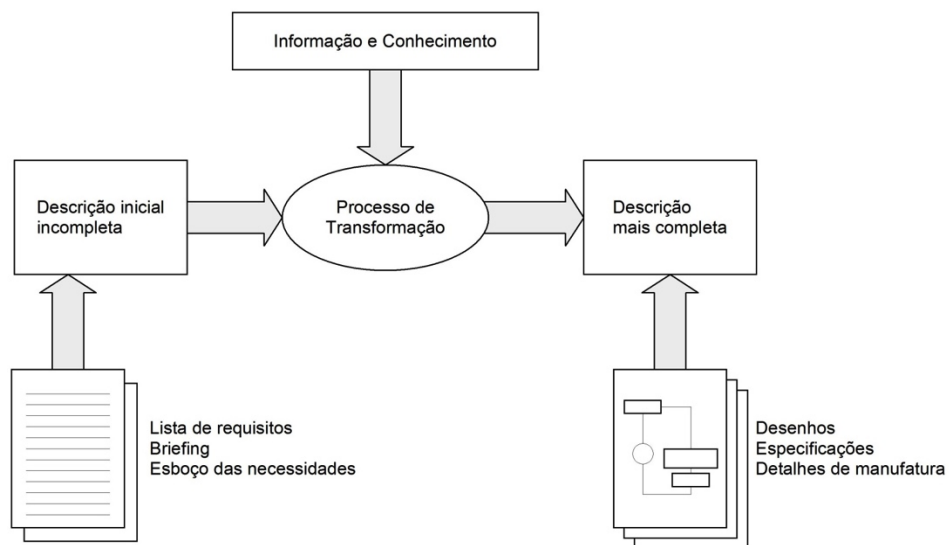 Informação e Conhecimento
Descrição inicial
incompleta
Processo de
Transformação
Descrição
mais completa
Lista de requisitos
Briefing
Esboço das necessidades
Desenhos
Especificações
Detalhes de manufatura